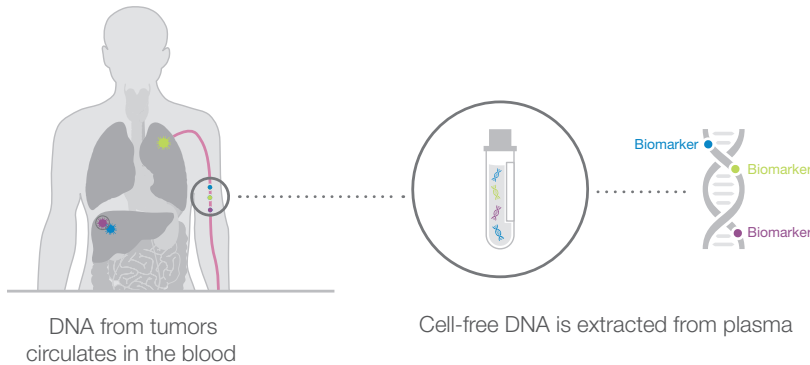 Biomarker
Biomarker
Biomarker
DNA from tumors
circulates in the blood
Cell-free DNA is extracted from plasma